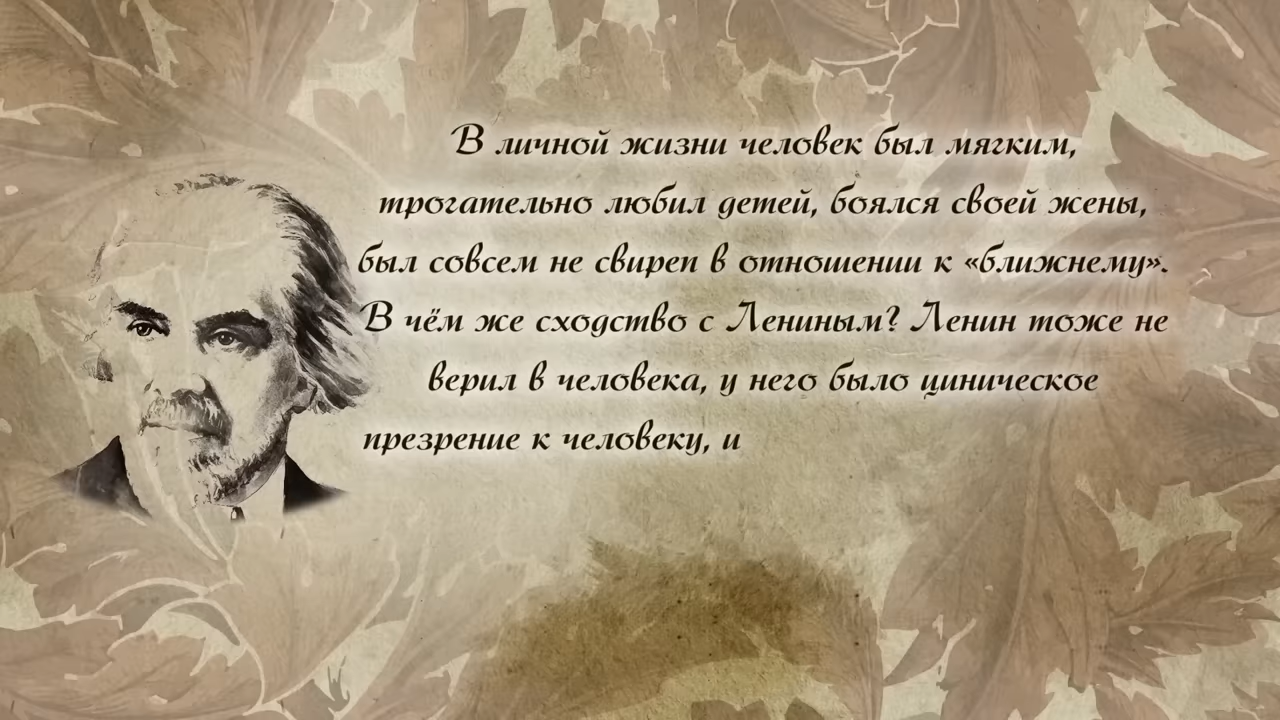 В личной жизни человек был мягким,
трогательно любил детей, боялся своей жены,
был совсем не свиреп в отношении к «ближнему».
В чём же сходство с Лениным? Ленин тоже не
верил в человека, у него было циническое
презрение к человеку, и